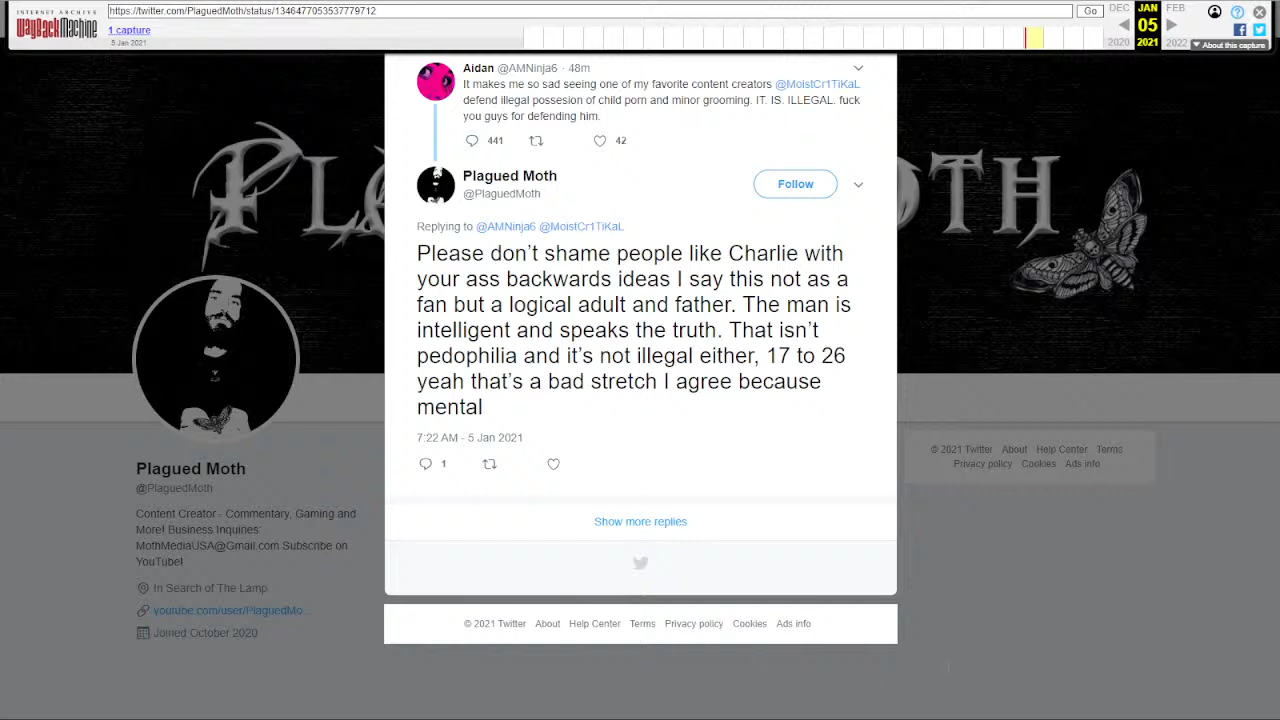 INTERNET ARCHIVE
WayBackMachine
https://twitter.com/PlaguedMoth/status/1346477053537779712
Go
DEC
JAN
FEB
1 capture
05
5 Jan 2021
2020
2021
2022
About this capture
Aidan @AMNinja6 · 48m
It makes me so sad seeing one of my favorite content creators @MoistCr1TiKaL
defend illegal possesion of child porn and minor grooming. IT. IS. ILLEGAL. fuck
you guys for defending him.
441
42
Plagued Moth
@PlaguedMoth
Follow
Replying to @AMNinja6 @MoistCr1TiKaL
Please don’t shame people like Charlie with
your ass backwards ideas I say this not as a
fan but a logical adult and father. The man is
intelligent and speaks the truth. That isn’t
pedophilia and it’s not illegal either, 17 to 26
yeah that’s a bad stretch I agree because
mental
7:22 AM - 5 Jan 2021
1
Show more replies
© 2021 Twitter About Help Center Terms Privacy policy Cookies Ads info
Plagued Moth
@PlaguedMoth
Content Creator - Commentary, Gaming and
More! Business Inquiries:
MothMediaUSA@Gmail.com Subscribe on
YouTube!
In Search of The Lamp
youtube.com/user/PlaguedMo...
Joined October 2020
© 2021 Twitter About Help Center Terms
Privacy policy Cookies Ads info